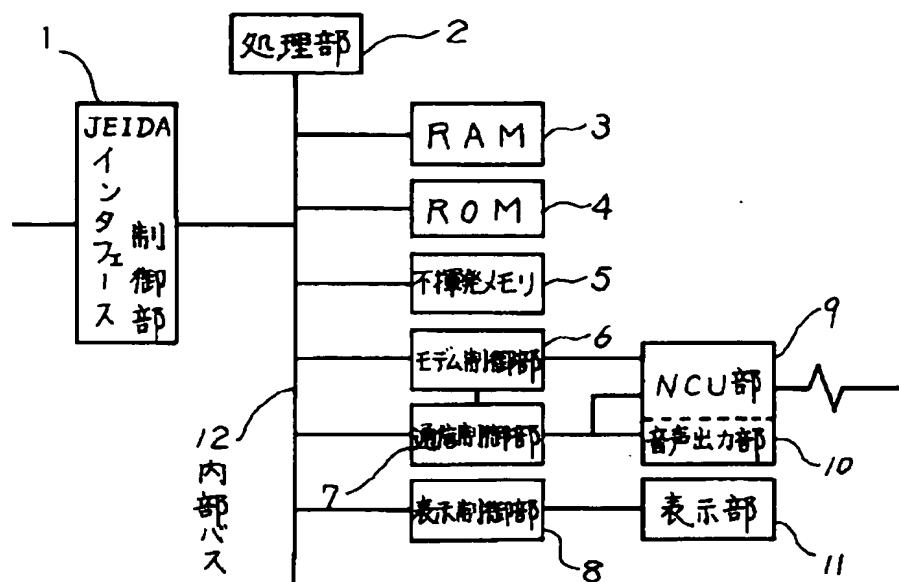 1
JEIDA
インタフェース
制御部
処理部
2
RAM
3
ROM
4
不揮発メモリ
5
モデム制御部
6
通信制御部
7
表示制御部
8
NCU部
9
音声出力部
10
表示部
11
12
内部バス